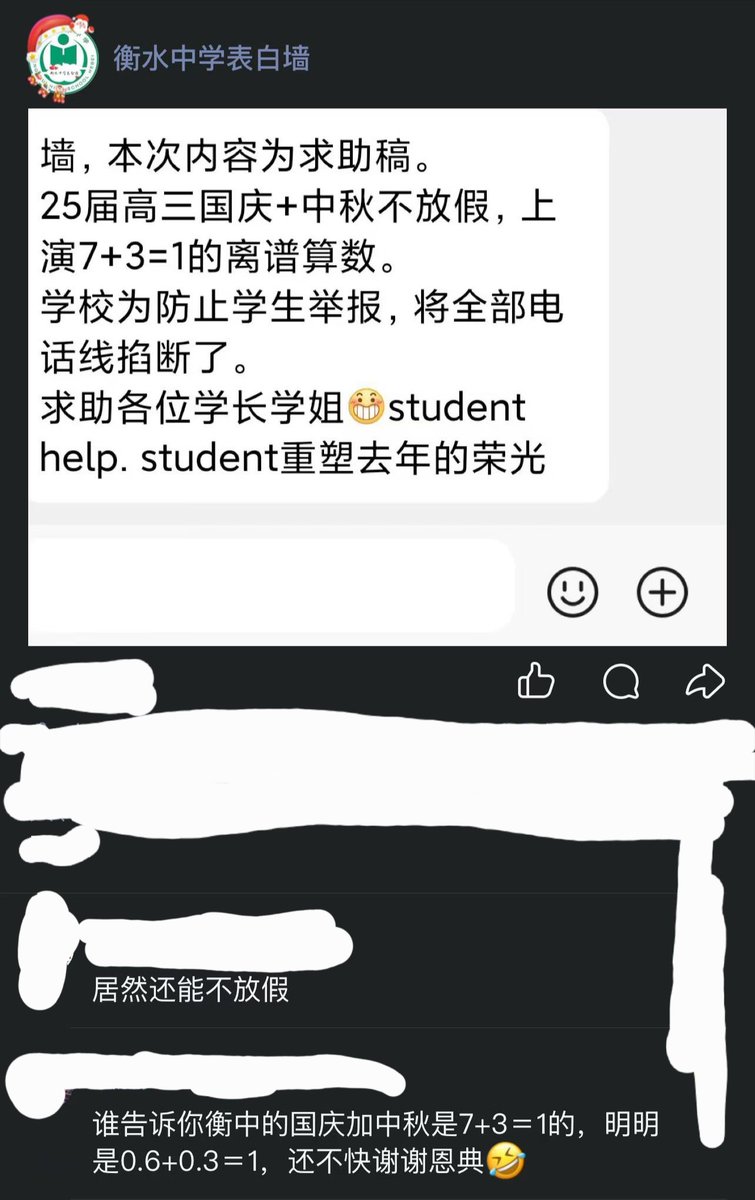 衡水中学表白墙
墙，本次内容为求助稿。
25届高三国庆+中秋不放假，上
演7+3=1的离谱算数。
学校为防止学生举报，将全部电
话线掐断了。
求助各位学长学姐😁student
help. student重塑去年的荣光
居然还能不放假
谁告诉你衡中的国庆加中秋是7+3＝1的，明明
是0.6+0.3＝1，还不快谢谢恩典🤣